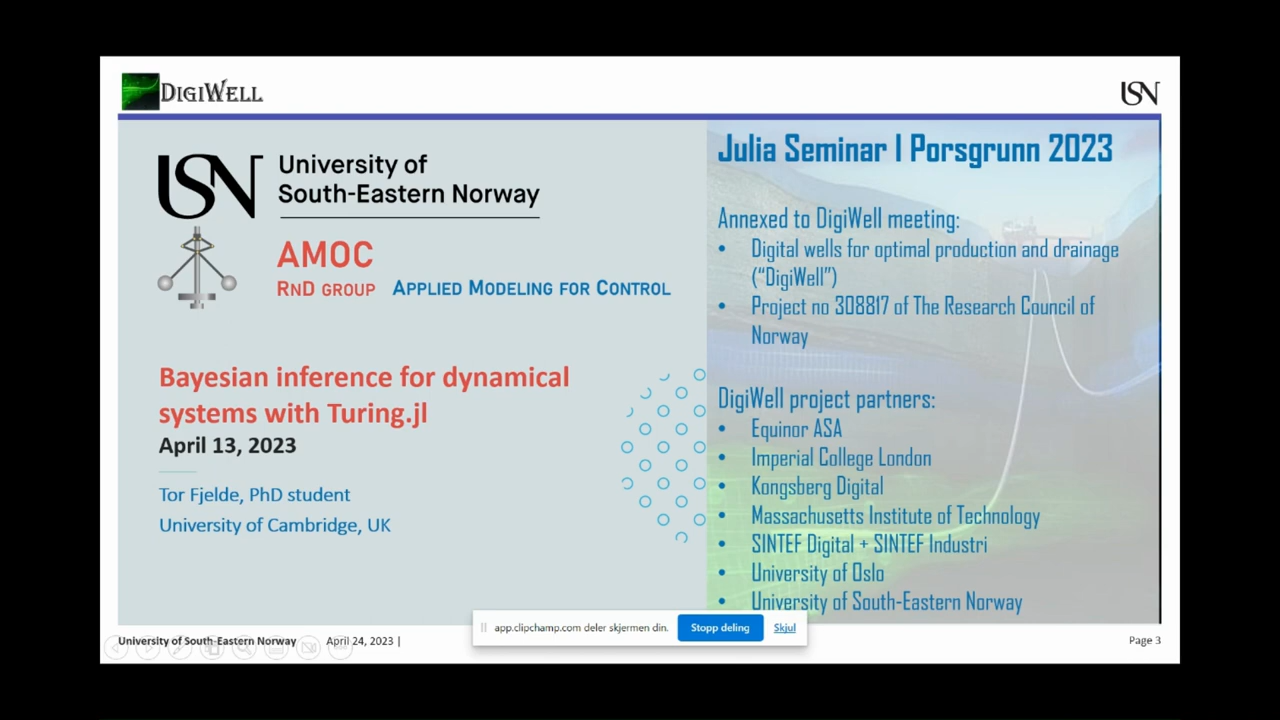 DIGIWELL
USN
USN
University of
South-Eastern Norway
AMOC
RND GROUP APPLIED MODELING FOR CONTROL
Bayesian inference for dynamical
systems with Turing.jl
April 13, 2023
Tor Fjelde, PhD student
University of Cambridge, UK
Julia Seminar | Porsgrunn 2023
Annexed to DigiWell meeting:
• Digital wells for optimal production and drainage
("DigiWell")
• Project no 308817 of The Research Council of
Norway
DigiWell project partners:
• Equinor ASA
• Imperial College London
• Kongsberg Digital
• Massachusetts Institute of Technology
• SINTEF Digital + SINTEF Industri
• University of Oslo
• University of South-Eastern Norway
app.clipchamp.com deler skjermen din. Stopp deling Skjul
University of South-Eastern Norway April 24, 2023 | Page 3